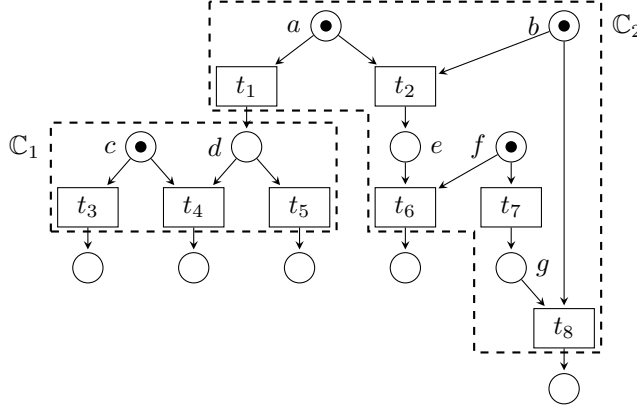 a b ℂ₂
t₁ t₂
ℂ₁ c d e f
t₃ t₄ t₅ t₆ t₇
g
t₈